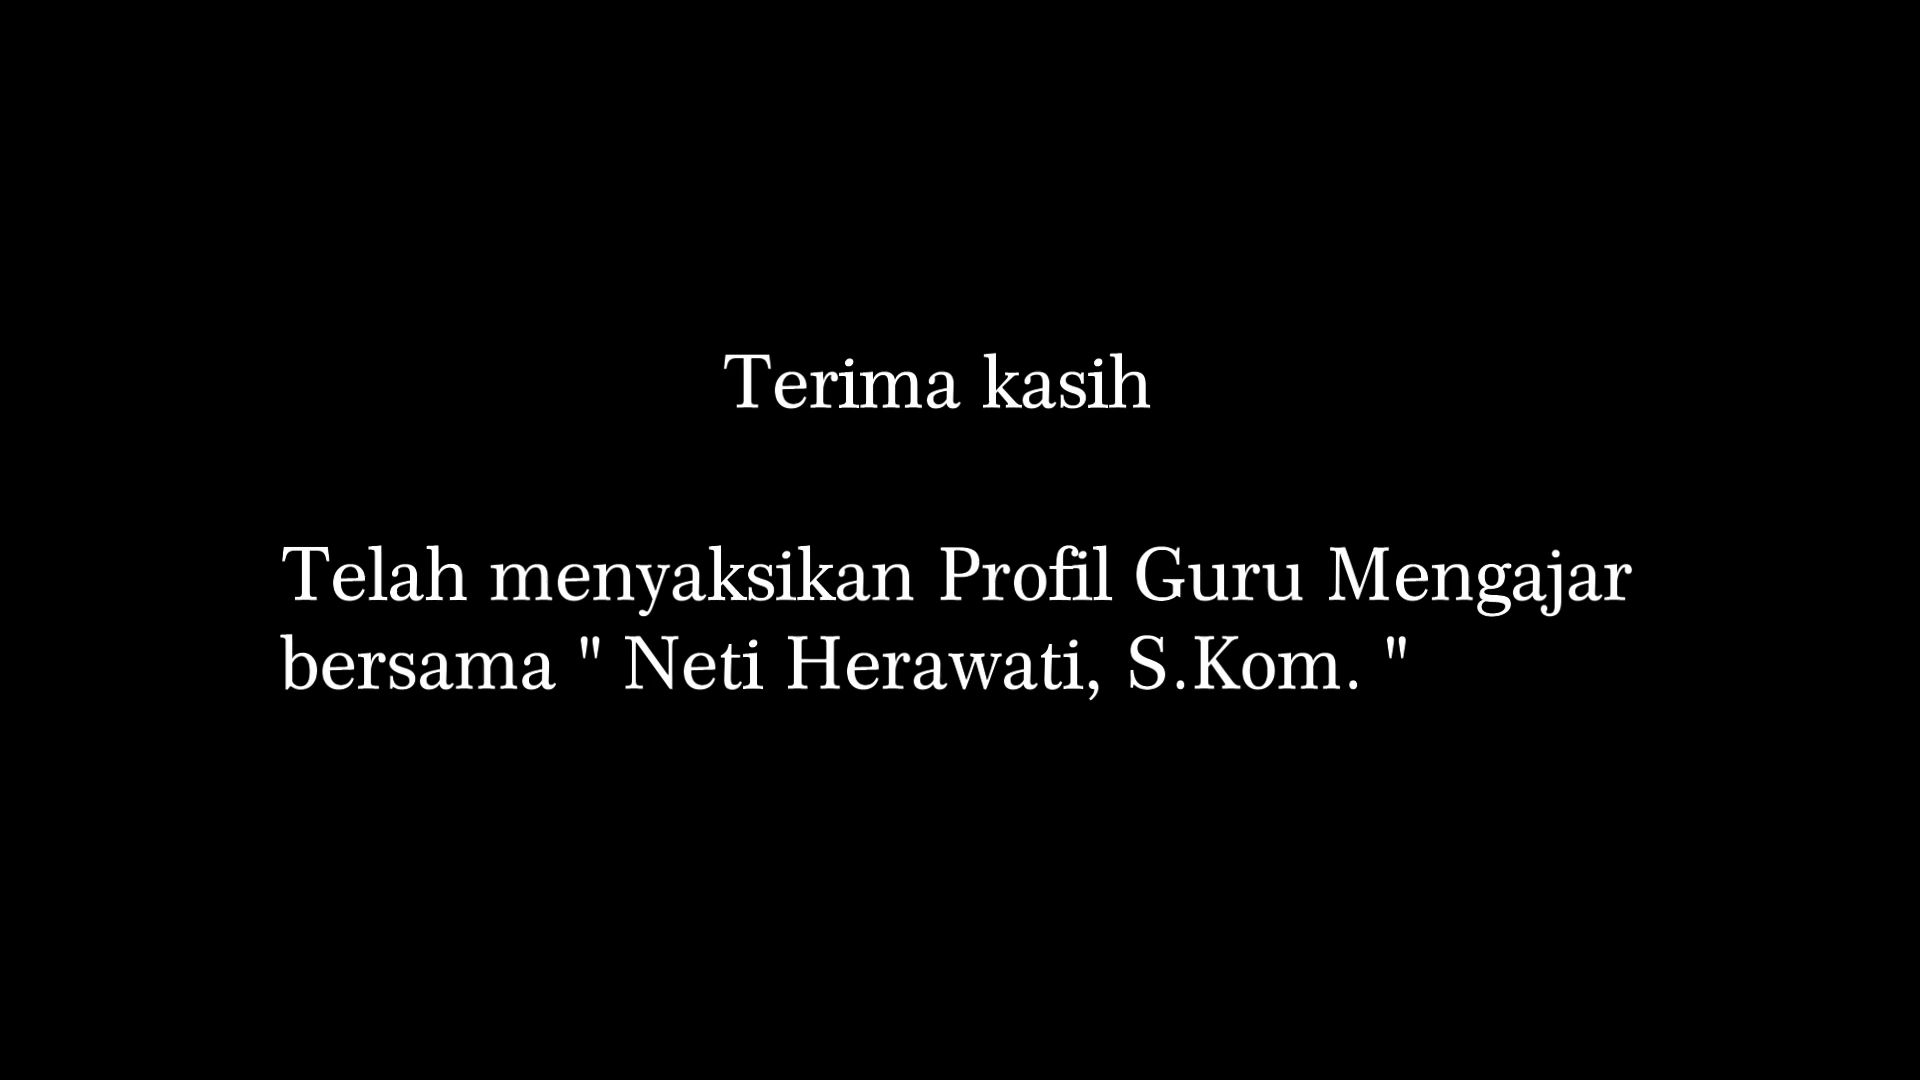 Terima kasih
Telah menyaksikan Profil Guru Mengajar
bersama " Neti Herawati, S.Kom. "